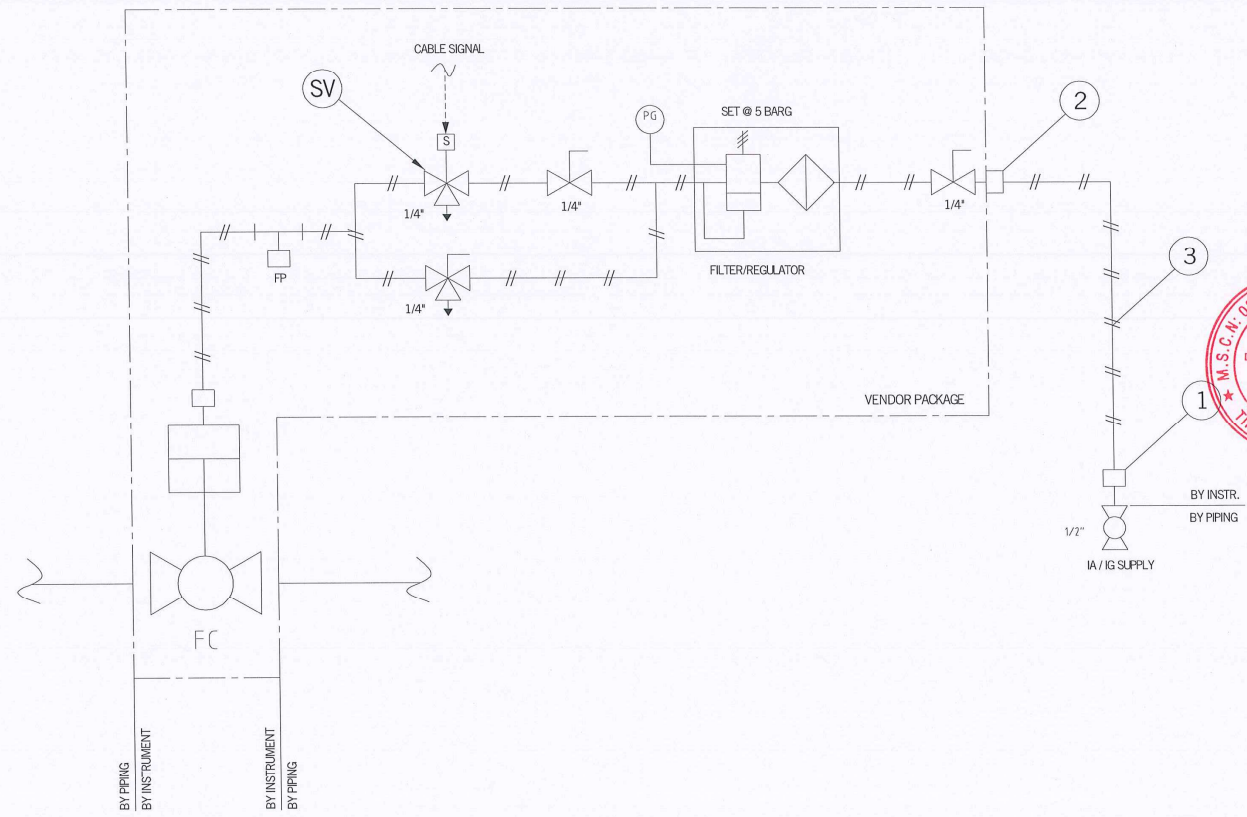 CABLE SIGNAL
SV
S
PG
SET @ 5 BARG
2
1/4"
1/4"
1/4"
FP
1/4"
FILTER/REGULATOR
3
VENDOR PACKAGE
1
M.S.C.N:
BY INSTR.
BY PIPING
1/2"
IA / IG SUPPLY
FC
BY PIPING
BY INSTRUMENT
BY INSTRUMENT
BY PIPING